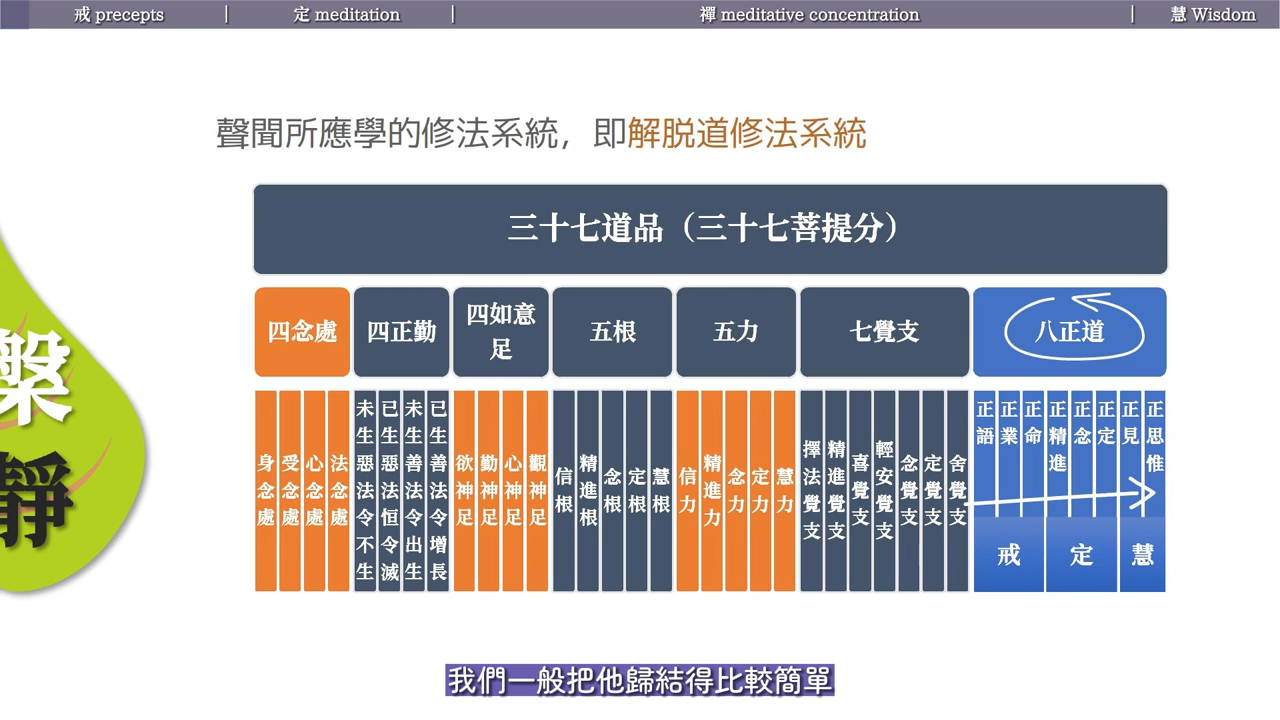 戒 precepts | 定 meditation | 禪 meditative concentration | 慧 Wisdom
聲聞所應學的修法系統，即解脱道修法系統
三十七道品（三十七菩提分）
四念處
四正勤
四如意
足
五根
五力
七覺支
八正道
身念處
受念處
心念處
法念處
未生惡法令不生
已生惡法恒令滅
未生善法令出生
已生善法令增長
欲神足
勤神足
心神足
觀神足
信根
精進根
念根
定根
慧根
信力
精進力
念力
定力
慧力
擇法覺支
精進覺支
喜覺支
輕安覺支
念覺支
定覺支
舍覺支
正語
正業
正命
正精進
正念
正定
正見
正思惟
戒
定
慧
槃
靜
我們一般把他歸結得比較簡單